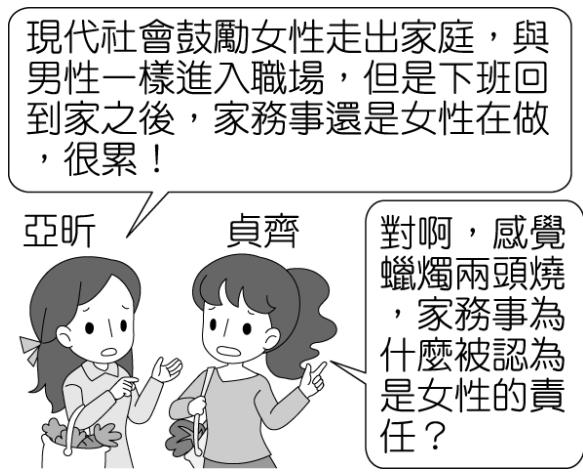 現代社會鼓勵女性走出家庭，與
男性一樣進入職場，但是下班回
到家之後，家務事還是女性在做
，很累！
亞昕
貞齊
對啊，感覺
蠟燭兩頭燒
，家務事為
什麼被認為
是女性的責
任？